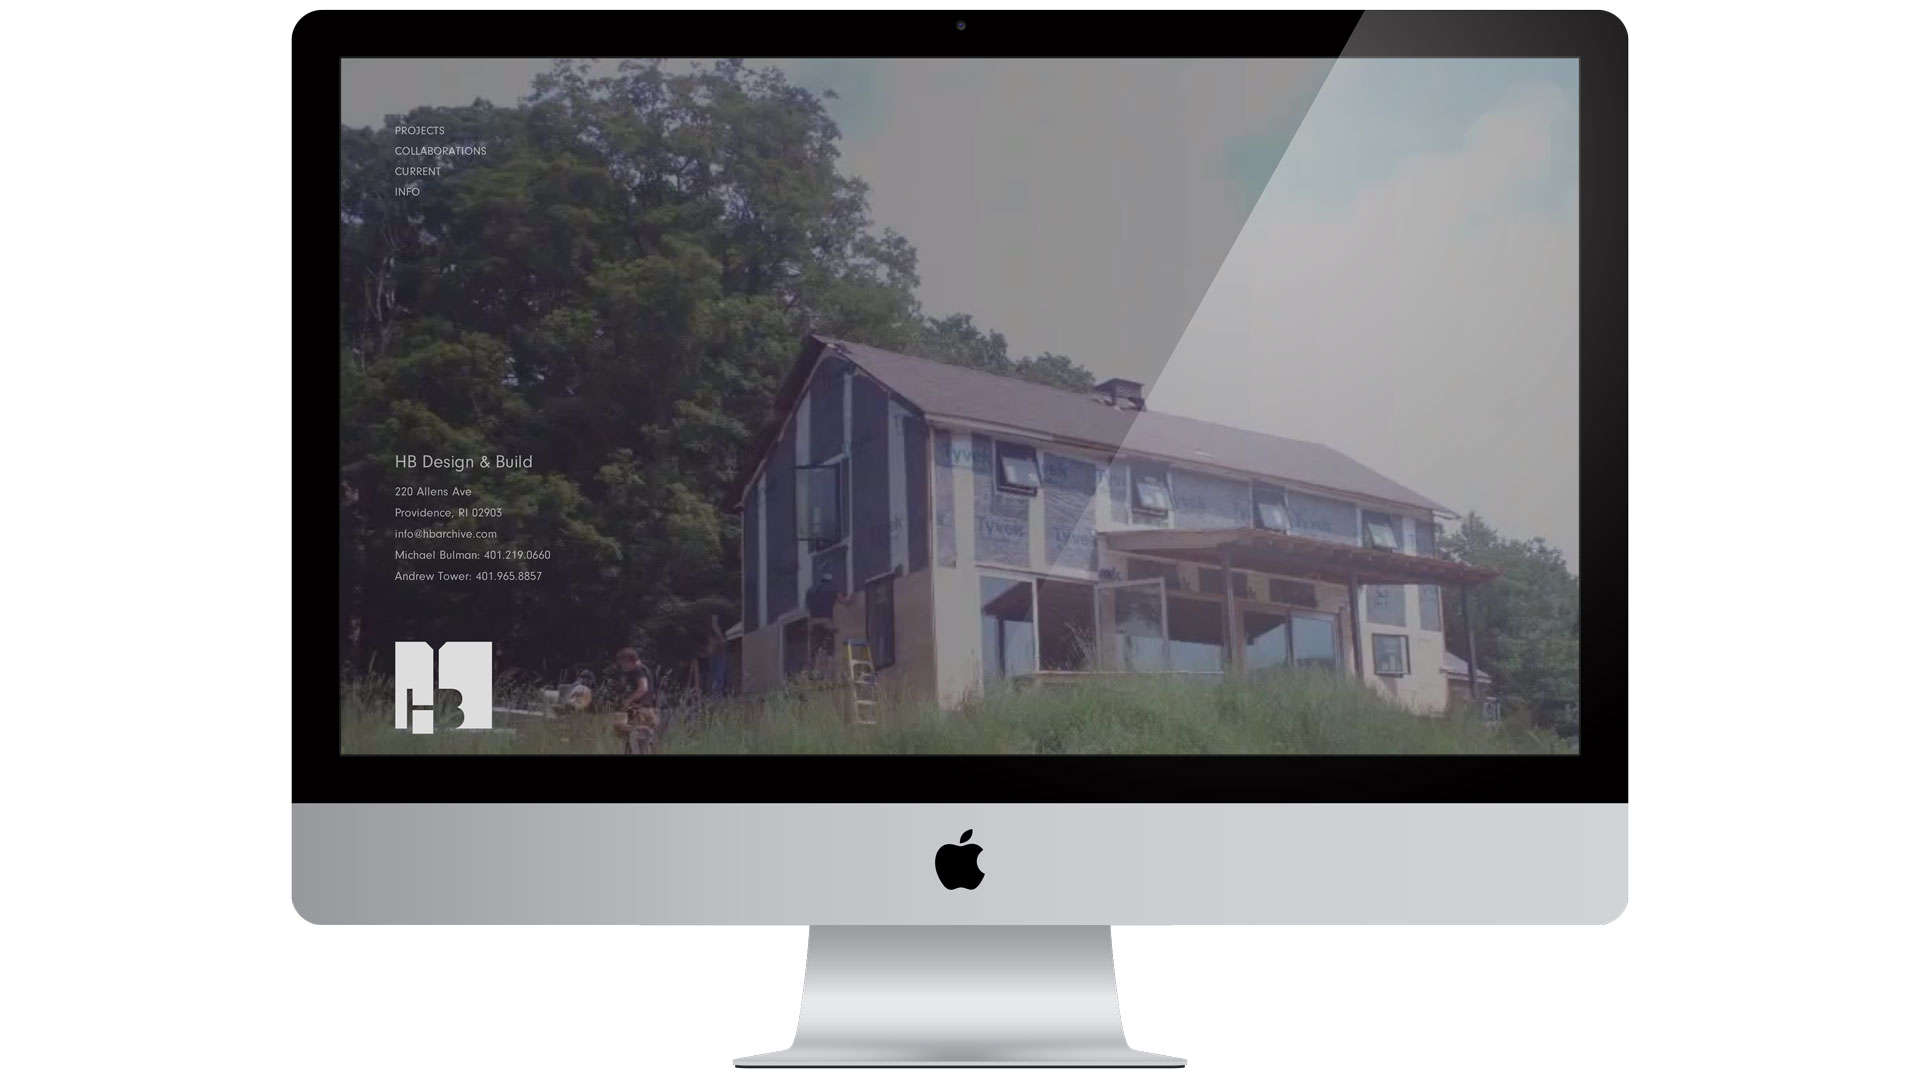 PROJECTS
COLLABORATIONS
CURRENT
INFO
HB Design & Build
220 Allens Ave
Providence, RI 02903
info@hbarchive.com
Michael Bulman: 401.219.0660
Andrew Tower: 401.965.8857
HB
Tyvek
Tyvek
Tyvek
Tyvek
Tyvek